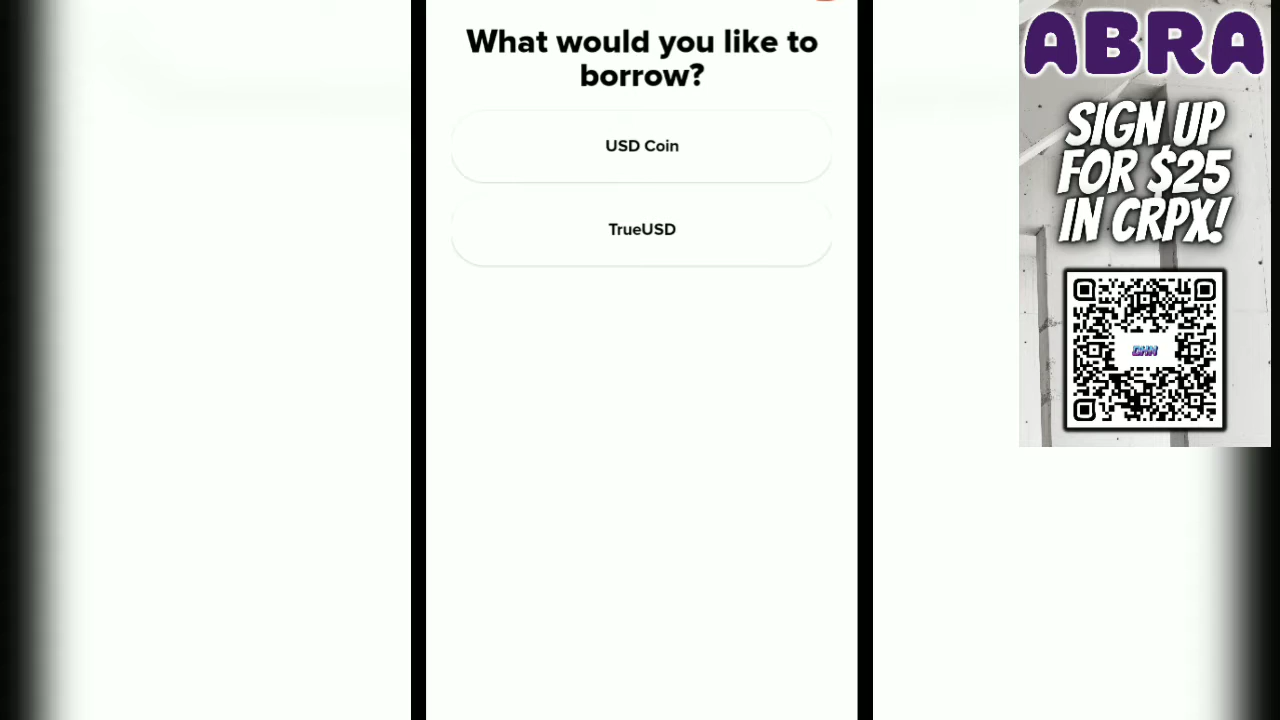 What would you like to
borrow?
USD Coin
TrueUSD
ABRA
SIGN UP
FOR $25
IN CRPX!